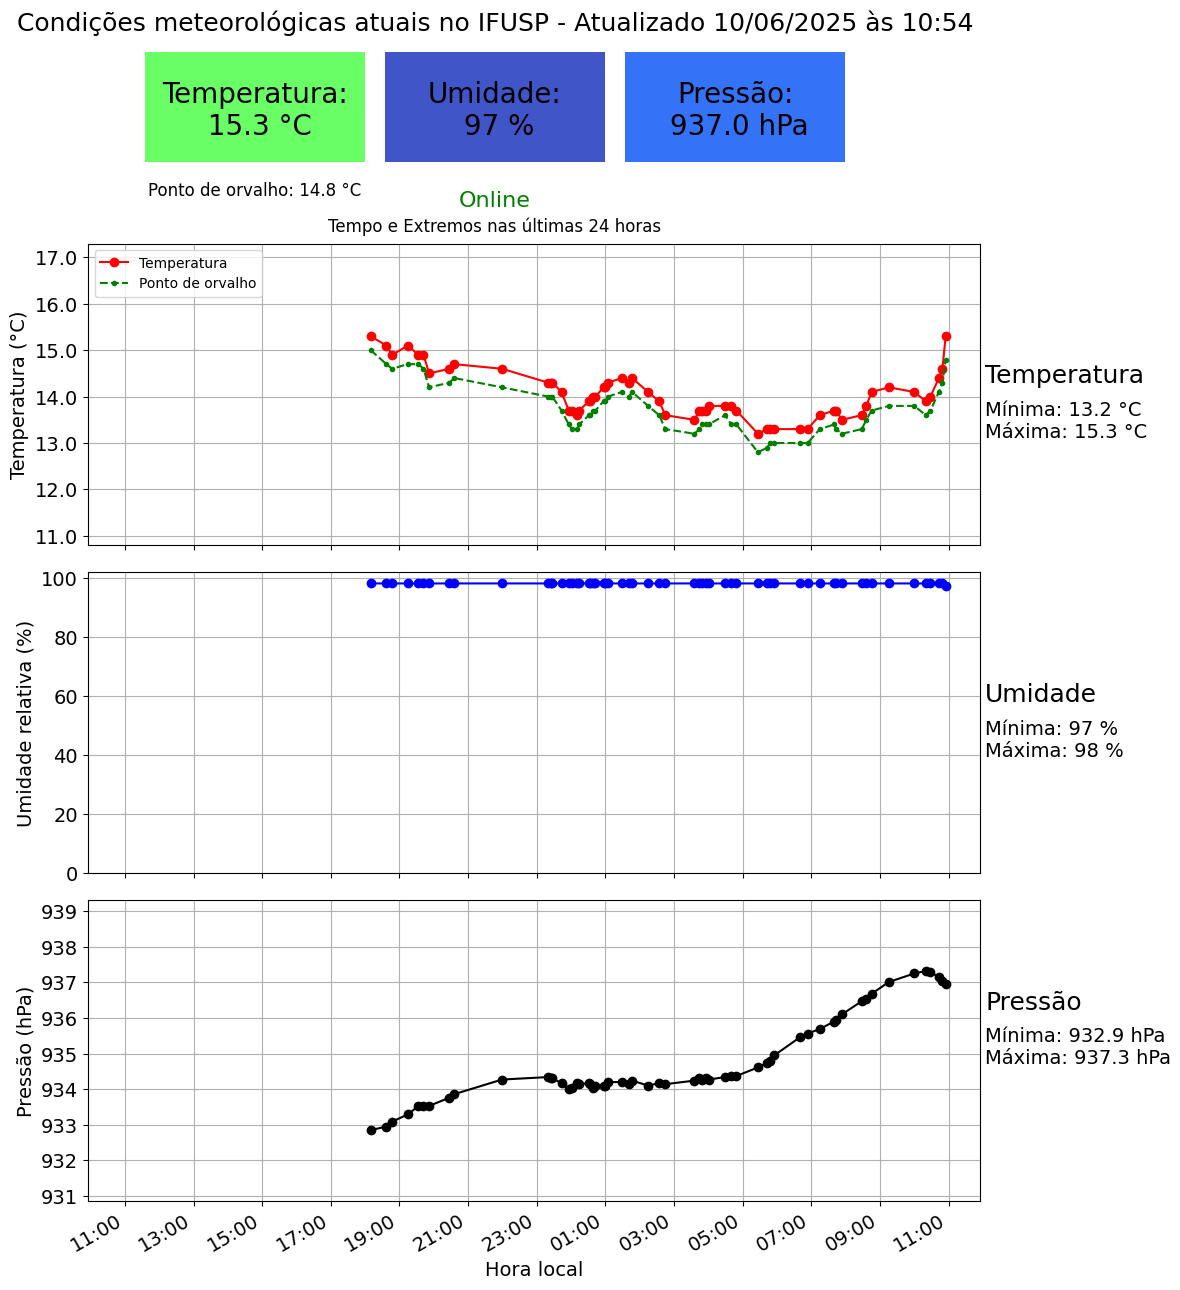 Condições meteorológicas atuais no IFUSP - Atualizado 10/06/2025 às 10:54
Temperatura:
15.3 °C
Umidade:
97 %
Pressão:
937.0 hPa
Ponto de orvalho: 14.8 °C
Online
Tempo e Extremos nas últimas 24 horas
Temperatura (°C)
17.0
16.0
15.0
14.0
13.0
12.0
11.0
Temperatura
Ponto de orvalho
Temperatura
Mínima: 13.2 °C
Máxima: 15.3 °C
Umidade relativa (%)
100
80
60
40
20
0
Umidade
Mínima: 97 %
Máxima: 98 %
Pressão (hPa)
939
938
937
936
935
934
933
932
931
Pressão
Mínima: 932.9 hPa
Máxima: 937.3 hPa
11:00
13:00
15:00
17:00
19:00
21:00
23:00
01:00
03:00
05:00
07:00
09:00
11:00
Hora local